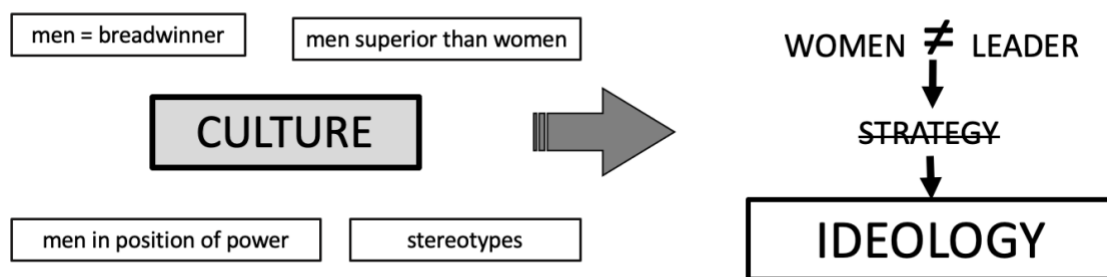 men = breadwinner
men superior than women
CULTURE
men in position of power
stereotypes
WOMEN ≠ LEADER
STRATEGY
IDEOLOGY